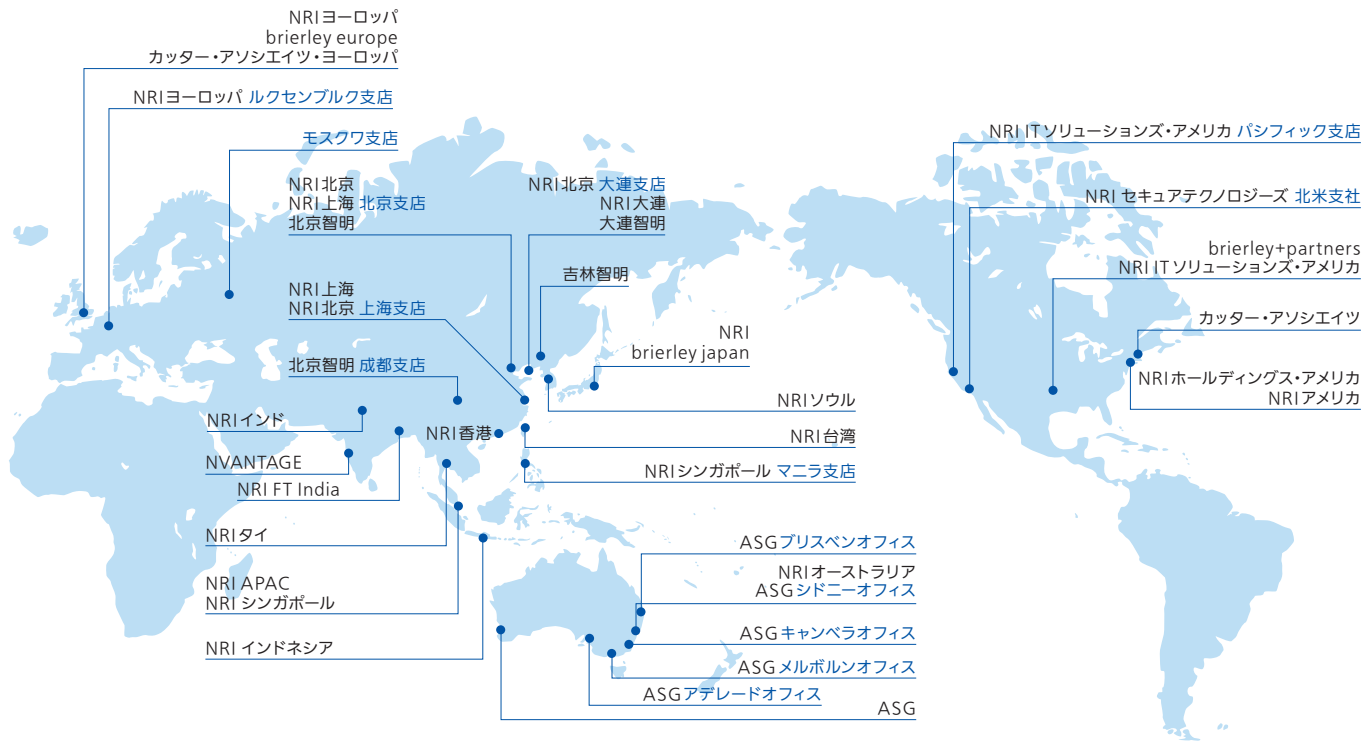 NRIヨーロッパ
brierley europe
カッター・アソシエイツ・ヨーロッパ
NRIヨーロッパ ルクセンブルク支店
モスクワ支店
NRI北京
NRI上海 北京支店
北京智明
NRI北京 大連支店
NRI大連
大連智明
吉林智明
NRI上海
NRI北京 上海支店
北京智明 成都支店
NRI
brierley japan
NRIソウル
NRIインド
NRI香港
NRI台湾
NVANTAGE
NRIシンガポール マニラ支店
NRI FT India
NRIタイ
NRI APAC
NRI シンガポール
NRI インドネシア
ASGブリスベンオフィス
NRIオーストラリア
ASGシドニーオフィス
ASGキャンベラオフィス
ASGメルボルンオフィス
ASGアデレードオフィス
ASG
NRI ITソリューションズ・アメリカ パシフィック支店
NRI セキュアテクノロジーズ 北米支社
brierley+partners
NRI ITソリューションズ・アメリカ
カッター・アソシエイツ
NRIホールディングス・アメリカ
NRIアメリカ